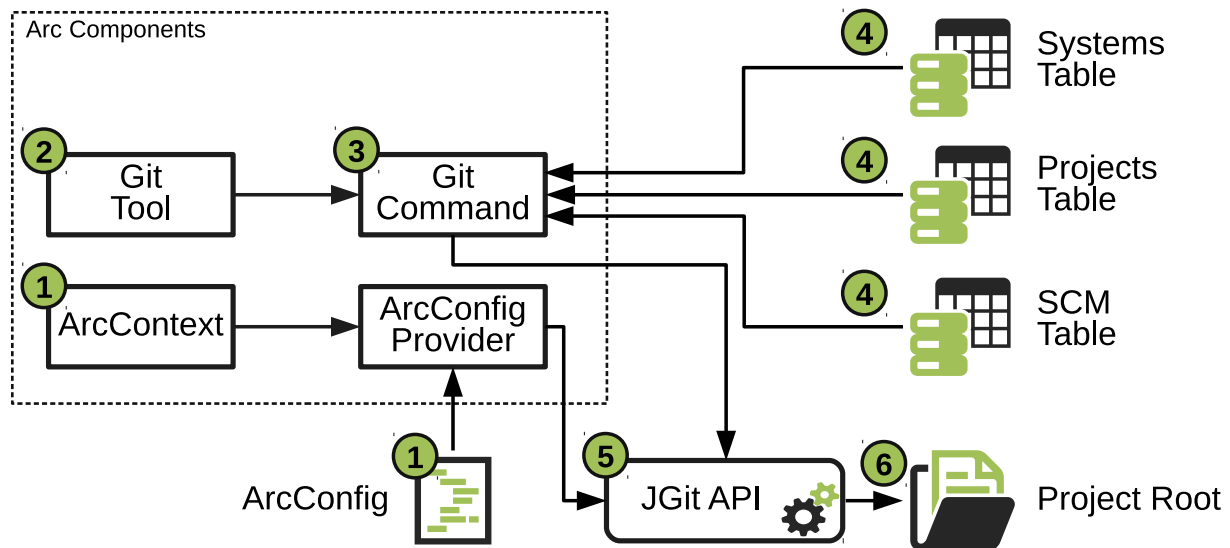 Arc Components
4
Systems
Table
2
Git
Tool
3
Git
Command
4
Projects
Table
1
ArcContext
ArcConfig
Provider
4
SCM
Table
1
ArcConfig
5
JGit API
6
Project Root